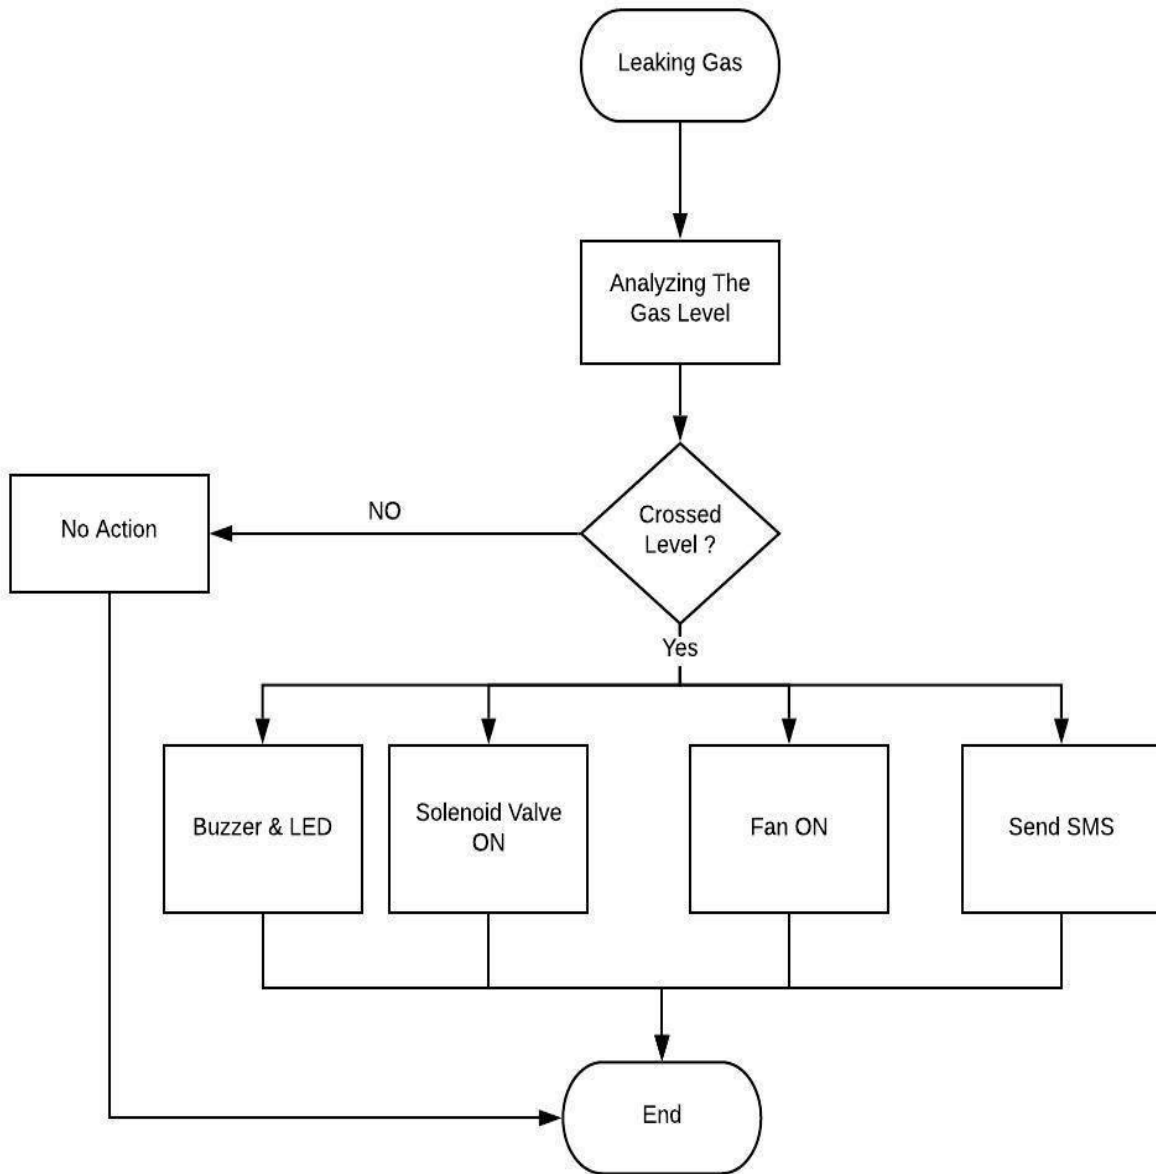 Leaking Gas
Analyzing The
Gas Level
Crossed
Level ?
NO
No Action
Yes
Buzzer & LED
Solenoid Valve
ON
Fan ON
Send SMS
End